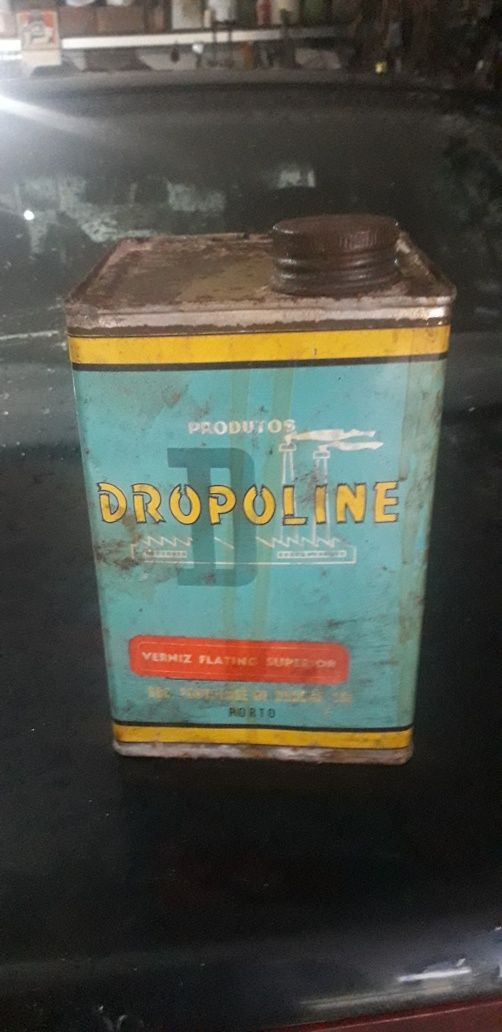 PRODUTOS
D
DROPOLINE
VERNIZ FLATING SUPERIOR
PORTO